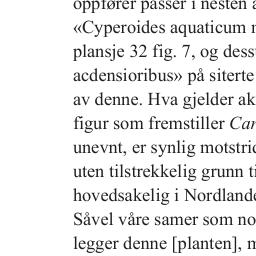 oppfører passer i nesten a
«Cyperoides aquaticum
plansje 32 fig. 7, og dess
acdensioribus» på siterte
av denne. Hva gjelder ak
figur som fremstiller Car
unevnt, er synlig motstrid
uten tilstrekkelig grunn ti
hovedsakelig i Nordlande
Såvel våre samer som no
legger denne [planten], m